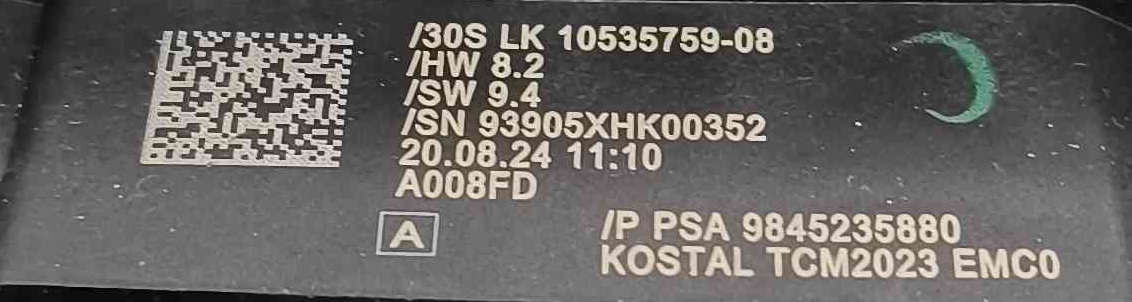 /30S LK 10535759-08
/HW 8.2
/SW 9.4
/SN 93905XHK00352
20.08.24 11:10
A008FD
A
/P PSA 9845235880
KOSTAL TCM2023 EMC0